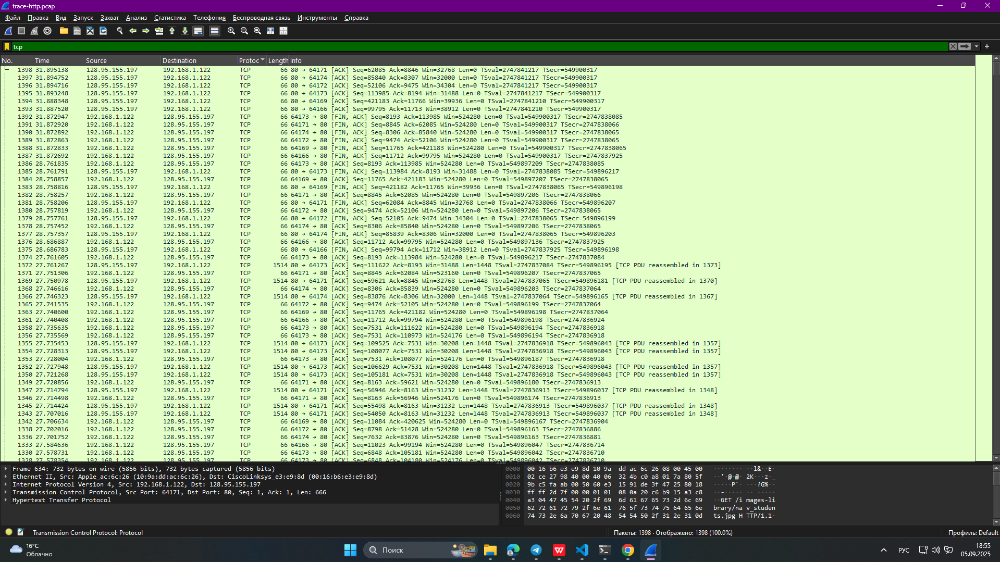 trace-http.pcap
Файл Правка Вид Запуск Захват Анализ Статистика Телефония Беспроводная связь Инструменты Справка
tcp
No. Time Source Destination Protoc Length Info
1398 31.895138 128.95.155.197 192.168.1.122 TCP 66 80 → 64171 [ACK] Seq=62085 Ack=8846 Win=32768 Len=0 TSval=2747841217 TSecr=549900317
1397 31.894752 128.95.155.197 192.168.1.122 TCP 66 80 → 64174 [ACK] Seq=85840 Ack=8307 Win=32000 Len=0 TSval=2747841217 TSecr=549900317
1396 31.894716 128.95.155.197 192.168.1.122 TCP 66 80 → 64172 [ACK] Seq=52106 Ack=9475 Win=34304 Len=0 TSval=2747841217 TSecr=549900317
1395 31.893248 128.95.155.197 192.168.1.122 TCP 66 80 → 64173 [ACK] Seq=113985 Ack=8194 Win=31488 Len=0 TSval=2747841217 TSecr=549900317
1394 31.888348 128.95.155.197 192.168.1.122 TCP 66 80 → 64169 [ACK] Seq=421183 Ack=11766 Win=39936 Len=0 TSval=2747841210 TSecr=549900317
1393 31.887520 128.95.155.197 192.168.1.122 TCP 66 80 → 64166 [ACK] Seq=99795 Ack=11713 Win=38912 Len=0 TSval=2747841210 TSecr=549900317
1392 31.872947 192.168.1.122 128.95.155.197 TCP 66 64173 → 80 [FIN, ACK] Seq=8193 Ack=113985 Win=524280 Len=0 TSval=549900317 TSecr=2747838085
1391 31.872920 192.168.1.122 128.95.155.197 TCP 66 64171 → 80 [FIN, ACK] Seq=8845 Ack=62085 Win=524280 Len=0 TSval=549900317 TSecr=2747838066
1390 31.872892 192.168.1.122 128.95.155.197 TCP 66 64174 → 80 [FIN, ACK] Seq=8306 Ack=85840 Win=524280 Len=0 TSval=549900317 TSecr=2747838065
1389 31.872863 192.168.1.122 128.95.155.197 TCP 66 64172 → 80 [FIN, ACK] Seq=9474 Ack=52106 Win=524280 Len=0 TSval=549900317 TSecr=2747838065
1388 31.872833 192.168.1.122 128.95.155.197 TCP 66 64169 → 80 [FIN, ACK] Seq=11765 Ack=421183 Win=524280 Len=0 TSval=549900317 TSecr=2747838065
1387 31.872692 192.168.1.122 128.95.155.197 TCP 66 64166 → 80 [FIN, ACK] Seq=11712 Ack=99795 Win=524280 Len=0 TSval=549900317 TSecr=2747837925
1386 28.761835 192.168.1.122 128.95.155.197 TCP 66 64173 → 80 [ACK] Seq=8193 Ack=113985 Win=524280 Len=0 TSval=549897209 TSecr=2747838085
1385 28.761791 128.95.155.197 192.168.1.122 TCP 66 80 → 64173 [FIN, ACK] Seq=113984 Ack=8193 Win=31488 Len=0 TSval=2747838085 TSecr=549896217
1384 28.758857 192.168.1.122 128.95.155.197 TCP 66 64169 → 80 [ACK] Seq=11765 Ack=421183 Win=524280 Len=0 TSval=549897207 TSecr=2747838065
1383 28.758816 128.95.155.197 192.168.1.122 TCP 66 80 → 64169 [FIN, ACK] Seq=421182 Ack=11765 Win=39936 Len=0 TSval=2747838065 TSecr=549896198
1382 28.758257 192.168.1.122 128.95.155.197 TCP 66 64171 → 80 [ACK] Seq=8845 Ack=62085 Win=524280 Len=0 TSval=549897206 TSecr=2747838066
1381 28.758206 128.95.155.197 192.168.1.122 TCP 66 80 → 64171 [FIN, ACK] Seq=62084 Ack=8845 Win=32768 Len=0 TSval=2747838066 TSecr=549896207
1380 28.757819 192.168.1.122 128.95.155.197 TCP 66 64172 → 80 [ACK] Seq=9474 Ack=52106 Win=524280 Len=0 TSval=549897206 TSecr=2747838065
1379 28.757761 128.95.155.197 192.168.1.122 TCP 66 80 → 64172 [FIN, ACK] Seq=52105 Ack=9474 Win=34304 Len=0 TSval=2747838065 TSecr=549896199
1378 28.757452 192.168.1.122 128.95.155.197 TCP 66 64174 → 80 [ACK] Seq=8306 Ack=85840 Win=524280 Len=0 TSval=549897206 TSecr=2747838065
1377 28.757357 128.95.155.197 192.168.1.122 TCP 66 80 → 64174 [FIN, ACK] Seq=85839 Ack=8306 Win=32000 Len=0 TSval=2747838065 TSecr=549896203
1376 28.686887 192.168.1.122 128.95.155.197 TCP 66 64166 → 80 [ACK] Seq=11712 Ack=99795 Win=524280 Len=0 TSval=549897136 TSecr=2747837925
1375 28.686783 128.95.155.197 192.168.1.122 TCP 66 80 → 64166 [FIN, ACK] Seq=99794 Ack=11712 Win=38912 Len=0 TSval=2747837925 TSecr=549896198
1374 27.761605 192.168.1.122 128.95.155.197 TCP 66 64173 → 80 [ACK] Seq=8193 Ack=113984 Win=524280 Len=0 TSval=549896217 TSecr=2747837084
1372 27.761267 128.95.155.197 192.168.1.122 TCP 1514 80 → 64173 [ACK] Seq=111622 Ack=8193 Win=31488 Len=1448 TSval=2747837084 TSecr=549896195 [TCP PDU reassembled in 1373]
1371 27.751306 192.168.1.122 128.95.155.197 TCP 66 64171 → 80 [ACK] Seq=8845 Ack=62084 Win=523160 Len=0 TSval=549896207 TSecr=2747837065
1369 27.750978 128.95.155.197 192.168.1.122 TCP 1514 80 → 64171 [ACK] Seq=59621 Ack=8845 Win=32768 Len=1448 TSval=2747837065 TSecr=549896181 [TCP PDU reassembled in 1370]
1368 27.746616 192.168.1.122 128.95.155.197 TCP 66 64174 → 80 [ACK] Seq=8306 Ack=85839 Win=524280 Len=0 TSval=549896203 TSecr=2747837064
1366 27.746323 128.95.155.197 192.168.1.122 TCP 1514 80 → 64174 [ACK] Seq=83876 Ack=8306 Win=32000 Len=1448 TSval=2747837064 TSecr=549896165 [TCP PDU reassembled in 1367]
1365 27.741535 192.168.1.122 128.95.155.197 TCP 66 64172 → 80 [ACK] Seq=9474 Ack=52105 Win=524280 Len=0 TSval=549896199 TSecr=2747837064
1363 27.740600 192.168.1.122 128.95.155.197 TCP 66 64169 → 80 [ACK] Seq=11765 Ack=421182 Win=524280 Len=0 TSval=549896198 TSecr=2747837064
1361 27.740408 192.168.1.122 128.95.155.197 TCP 66 64166 → 80 [ACK] Seq=11712 Ack=99794 Win=524280 Len=0 TSval=549896198 TSecr=2747836924
1358 27.735635 192.168.1.122 128.95.155.197 TCP 66 64173 → 80 [ACK] Seq=7531 Ack=111622 Win=524280 Len=0 TSval=549896194 TSecr=2747836918
1356 27.735569 192.168.1.122 128.95.155.197 TCP 66 64173 → 80 [ACK] Seq=7531 Ack=110973 Win=524176 Len=0 TSval=549896194 TSecr=2747836918
1355 27.735453 128.95.155.197 192.168.1.122 TCP 1514 80 → 64173 [ACK] Seq=109525 Ack=7531 Win=30208 Len=1448 TSval=2747836918 TSecr=549896043 [TCP PDU reassembled in 1357]
1354 27.728313 128.95.155.197 192.168.1.122 TCP 1514 80 → 64173 [ACK] Seq=108077 Ack=7531 Win=30208 Len=1448 TSval=2747836918 TSecr=549896043 [TCP PDU reassembled in 1357]
1353 27.728004 192.168.1.122 128.95.155.197 TCP 66 64173 → 80 [ACK] Seq=7531 Ack=108077 Win=524176 Len=0 TSval=549896187 TSecr=2747836918
1352 27.727948 128.95.155.197 192.168.1.122 TCP 1514 80 → 64173 [ACK] Seq=106629 Ack=7531 Win=30208 Len=1448 TSval=2747836918 TSecr=549896043 [TCP PDU reassembled in 1357]
1350 27.721268 128.95.155.197 192.168.1.122 TCP 1514 80 → 64173 [ACK] Seq=105181 Ack=7531 Win=30208 Len=1448 TSval=2747836918 TSecr=549896043 [TCP PDU reassembled in 1357]
1349 27.720856 192.168.1.122 128.95.155.197 TCP 66 64171 → 80 [ACK] Seq=8163 Ack=59621 Win=524280 Len=0 TSval=549896180 TSecr=2747836913
1347 27.714794 128.95.155.197 192.168.1.122 TCP 1514 80 → 64171 [ACK] Seq=56946 Ack=8163 Win=31232 Len=1448 TSval=2747836913 TSecr=549896037 [TCP PDU reassembled in 1348]
1346 27.714498 192.168.1.122 128.95.155.197 TCP 66 64171 → 80 [ACK] Seq=8163 Ack=56946 Win=524176 Len=0 TSval=549896174 TSecr=2747836913
1345 27.714424 128.95.155.197 192.168.1.122 TCP 1514 80 → 64171 [ACK] Seq=55498 Ack=8163 Win=31232 Len=1448 TSval=2747836913 TSecr=549896037 [TCP PDU reassembled in 1348]
1343 27.707016 128.95.155.197 192.168.1.122 TCP 1514 80 → 64171 [ACK] Seq=54050 Ack=8163 Win=31232 Len=1448 TSval=2747836913 TSecr=549896037 [TCP PDU reassembled in 1348]
1342 27.706634 192.168.1.122 128.95.155.197 TCP 66 64169 → 80 [ACK] Seq=11084 Ack=420625 Win=524280 Len=0 TSval=549896167 TSecr=2747836904
1338 27.702016 192.168.1.122 128.95.155.197 TCP 66 64172 → 80 [ACK] Seq=8798 Ack=51428 Win=524280 Len=0 TSval=549896163 TSecr=2747836886
1336 27.701752 192.168.1.122 128.95.155.197 TCP 66 64174 → 80 [ACK] Seq=7632 Ack=83876 Win=524280 Len=0 TSval=549896163 TSecr=2747836881
1333 27.584636 192.168.1.122 128.95.155.197 TCP 66 64166 → 80 [ACK] Seq=11023 Ack=99194 Win=524280 Len=0 TSval=549896047 TSecr=2747836714
1330 27.578731 192.168.1.122 128.95.155.197 TCP 66 64173 → 80 [ACK] Seq=6848 Ack=105181 Win=524280 Len=0 TSval=549896042 TSecr=2747836710
1328 27.578354 192.168.1.122 128.95.155.197 TCP 66 64173 → 80 [ACK] Seq=6848 Ack=104180 Win=524176 Len=0 TSval=549896042 TSecr=2747836710
Frame 634: 732 bytes on wire (5856 bits), 732 bytes captured (5856 bits)
Ethernet II, Src: Apple_ac:6c:26 (10:9a:dd:ac:6c:26), Dst: CiscoLinksys_e3:e9:8d (00:16:b6:e3:e9:8d)
Internet Protocol Version 4, Src: 192.168.1.122, Dst: 128.95.155.197
Transmission Control Protocol, Src Port: 64171, Dst Port: 80, Seq: 1, Ack: 1, Len: 666
Hypertext Transfer Protocol
0000 00 16 b6 e3 e9 8d 10 9a dd ac 6c 26 08 00 45 00 ········ ··l&··E·
0010 02 ce 27 98 40 00 40 06 32 4b c0 a8 01 7a 80 5f ··'·@·@· 2K···z·_
0020 9b c5 fa ab 00 50 60 e3 15 91 de 3f 47 25 80 18 ·····P`· ···?G%··
0030 ff ff 2d 7f 00 00 01 01 08 0a 20 c6 b9 15 a3 c8 ··-····· ·· ·····
0040 a3 04 47 45 54 20 2f 69 6d 61 67 65 73 2d 6c 69 ··GET /i mages-li
0050 62 72 61 72 79 2f 6e 61 76 5f 73 74 75 64 65 6e brary/na v_studen
0060 74 73 2e 6a 70 67 20 48 54 54 50 2f 31 2e 31 0d ts.jpg H TTP/1.1·
Transmission Control Protocol: Protocol
Пакеты: 1398 · Отображено: 1398 (100.0%)
Профиль: Default
16°C
Облачно
Поиск
РУС
18:55
05.09.2025